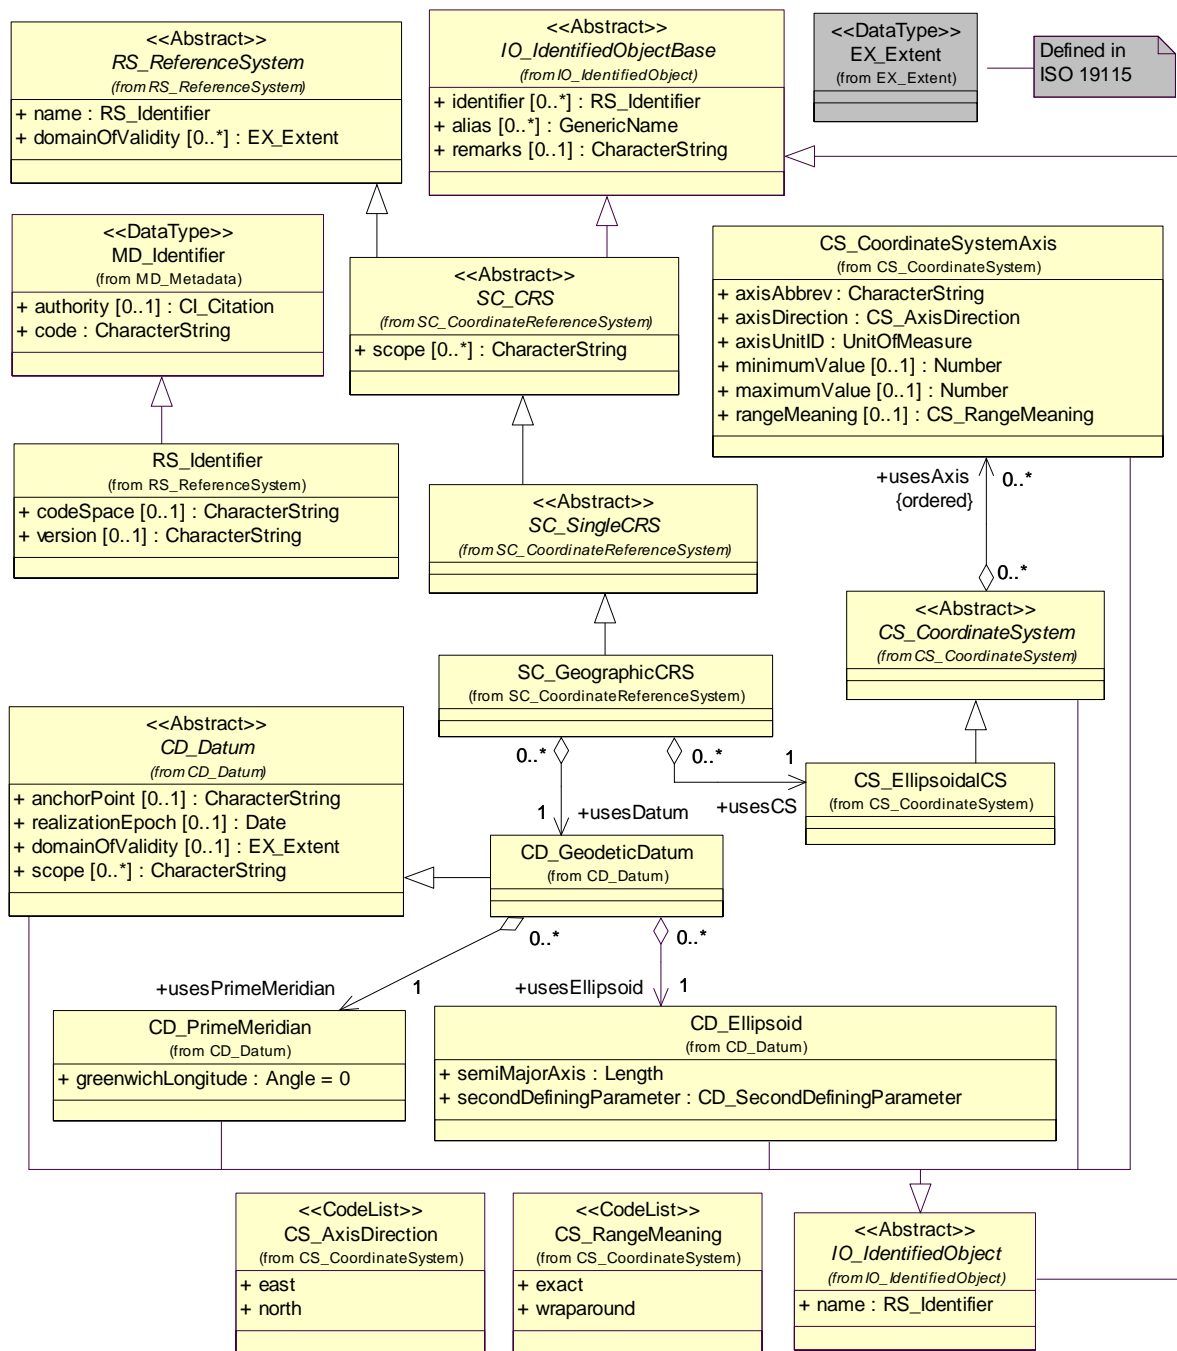 <<Abstract>>
RS_ReferenceSystem
(from RS_ReferenceSystem)
+ name : RS_Identifier
+ domainOfValidity [0..*] : EX_Extent
<<Abstract>>
IO_IdentifiedObjectBase
(from IO_IdentifiedObject)
+ identifier [0..*] : RS_Identifier
+ alias [0..*] : GenericName
+ remarks [0..1] : CharacterString
<<DataType>>
EX_Extent
(from EX_Extent)
Defined in
ISO 19115
<<DataType>>
MD_Identifier
(from MD_Metadata)
+ authority [0..1] : CI_Citation
+ code : CharacterString
<<Abstract>>
SC_CRS
(from SC_CoordinateReferenceSystem)
+ scope [0..*] : CharacterString
CS_CoordinateSystemAxis
(from CS_CoordinateSystem)
+ axisAbbrev : CharacterString
+ axisDirection : CS_AxisDirection
+ axisUnitID : UnitOfMeasure
+ minimumValue [0..1] : Number
+ maximumValue [0..1] : Number
+ rangeMeaning [0..1] : CS_RangeMeaning
RS_Identifier
(from RS_ReferenceSystem)
+ codeSpace [0..1] : CharacterString
+ version [0..1] : CharacterString
<<Abstract>>
SC_SingleCRS
(from SC_CoordinateReferenceSystem)
+usesAxis
{ordered}
0..*
0..*
<<Abstract>>
CS_CoordinateSystem
(from CS_CoordinateSystem)
SC_GeographicCRS
(from SC_CoordinateReferenceSystem)
0..*
0..*
1
+usesCS
1
+usesDatum
CS_EllipsoidalCS
(from CS_CoordinateSystem)
<<Abstract>>
CD_Datum
(from CD_Datum)
+ anchorPoint [0..1] : CharacterString
+ realizationEpoch [0..1] : Date
+ domainOfValidity [0..1] : EX_Extent
+ scope [0..*] : CharacterString
CD_GeodeticDatum
(from CD_Datum)
0..*
0..*
+usesPrimeMeridian
1
+usesEllipsoid
1
CD_PrimeMeridian
(from CD_Datum)
+ greenwichLongitude : Angle = 0
CD_Ellipsoid
(from CD_Datum)
+ semiMajorAxis : Length
+ secondDefiningParameter : CD_SecondDefiningParameter
<<CodeList>>
CS_AxisDirection
(from CS_CoordinateSystem)
+ east
+ north
<<CodeList>>
CS_RangeMeaning
(from CS_CoordinateSystem)
+ exact
+ wraparound
<<Abstract>>
IO_IdentifiedObject
(from IO_IdentifiedObject)
+ name : RS_Identifier